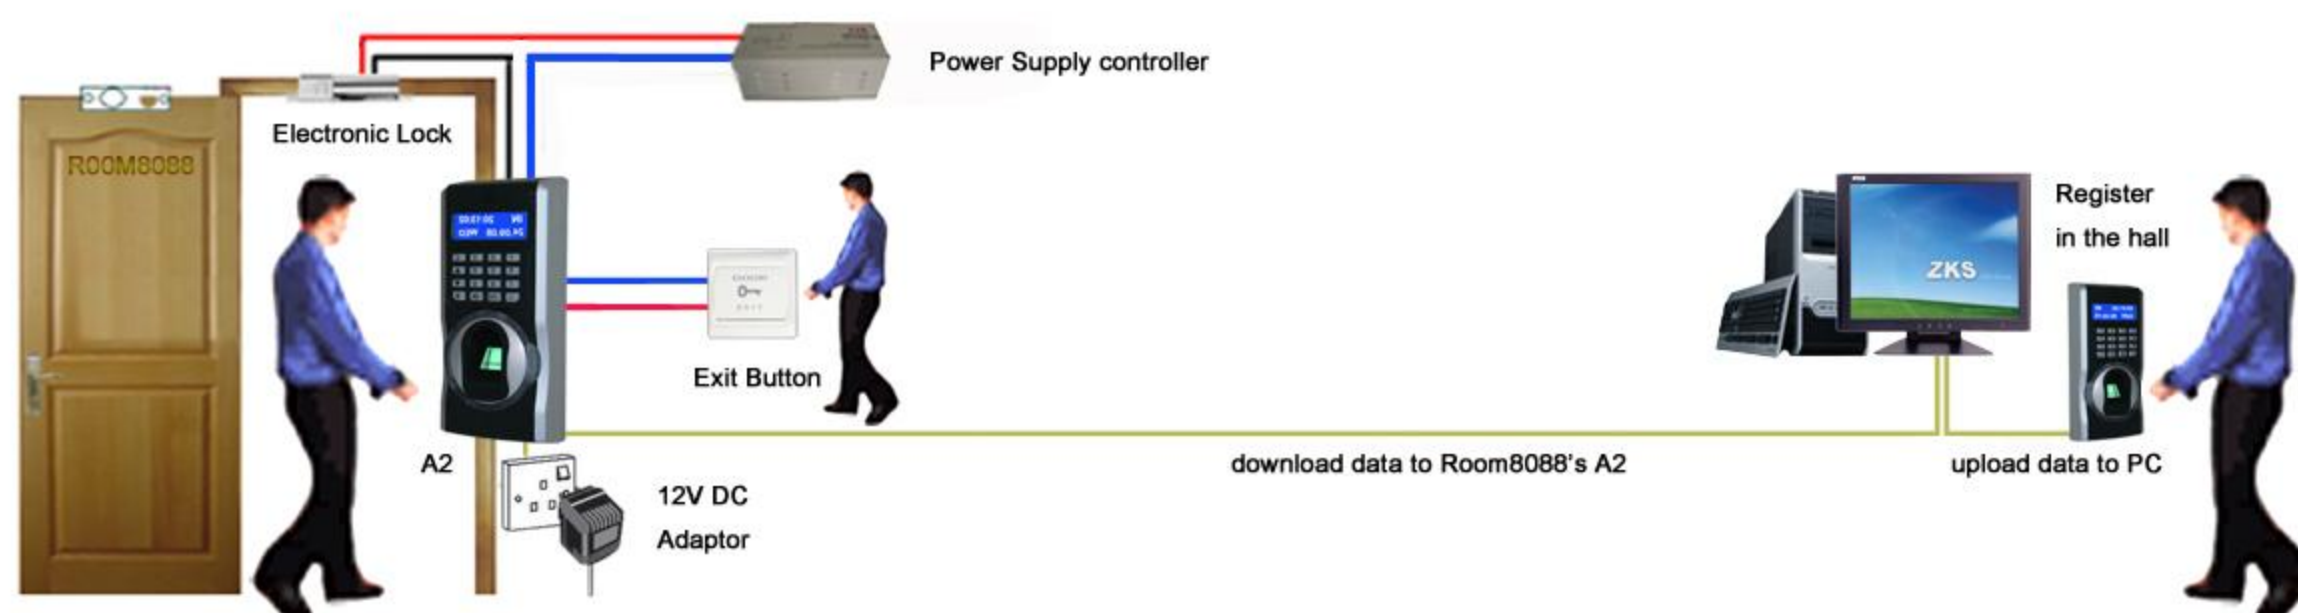 Power Supply controller
Electronic Lock
ROOM8088
Register
in the hall
ZKS
Exit Button
A2
download data to Room8088's A2
upload data to PC
12V DC
Adaptor